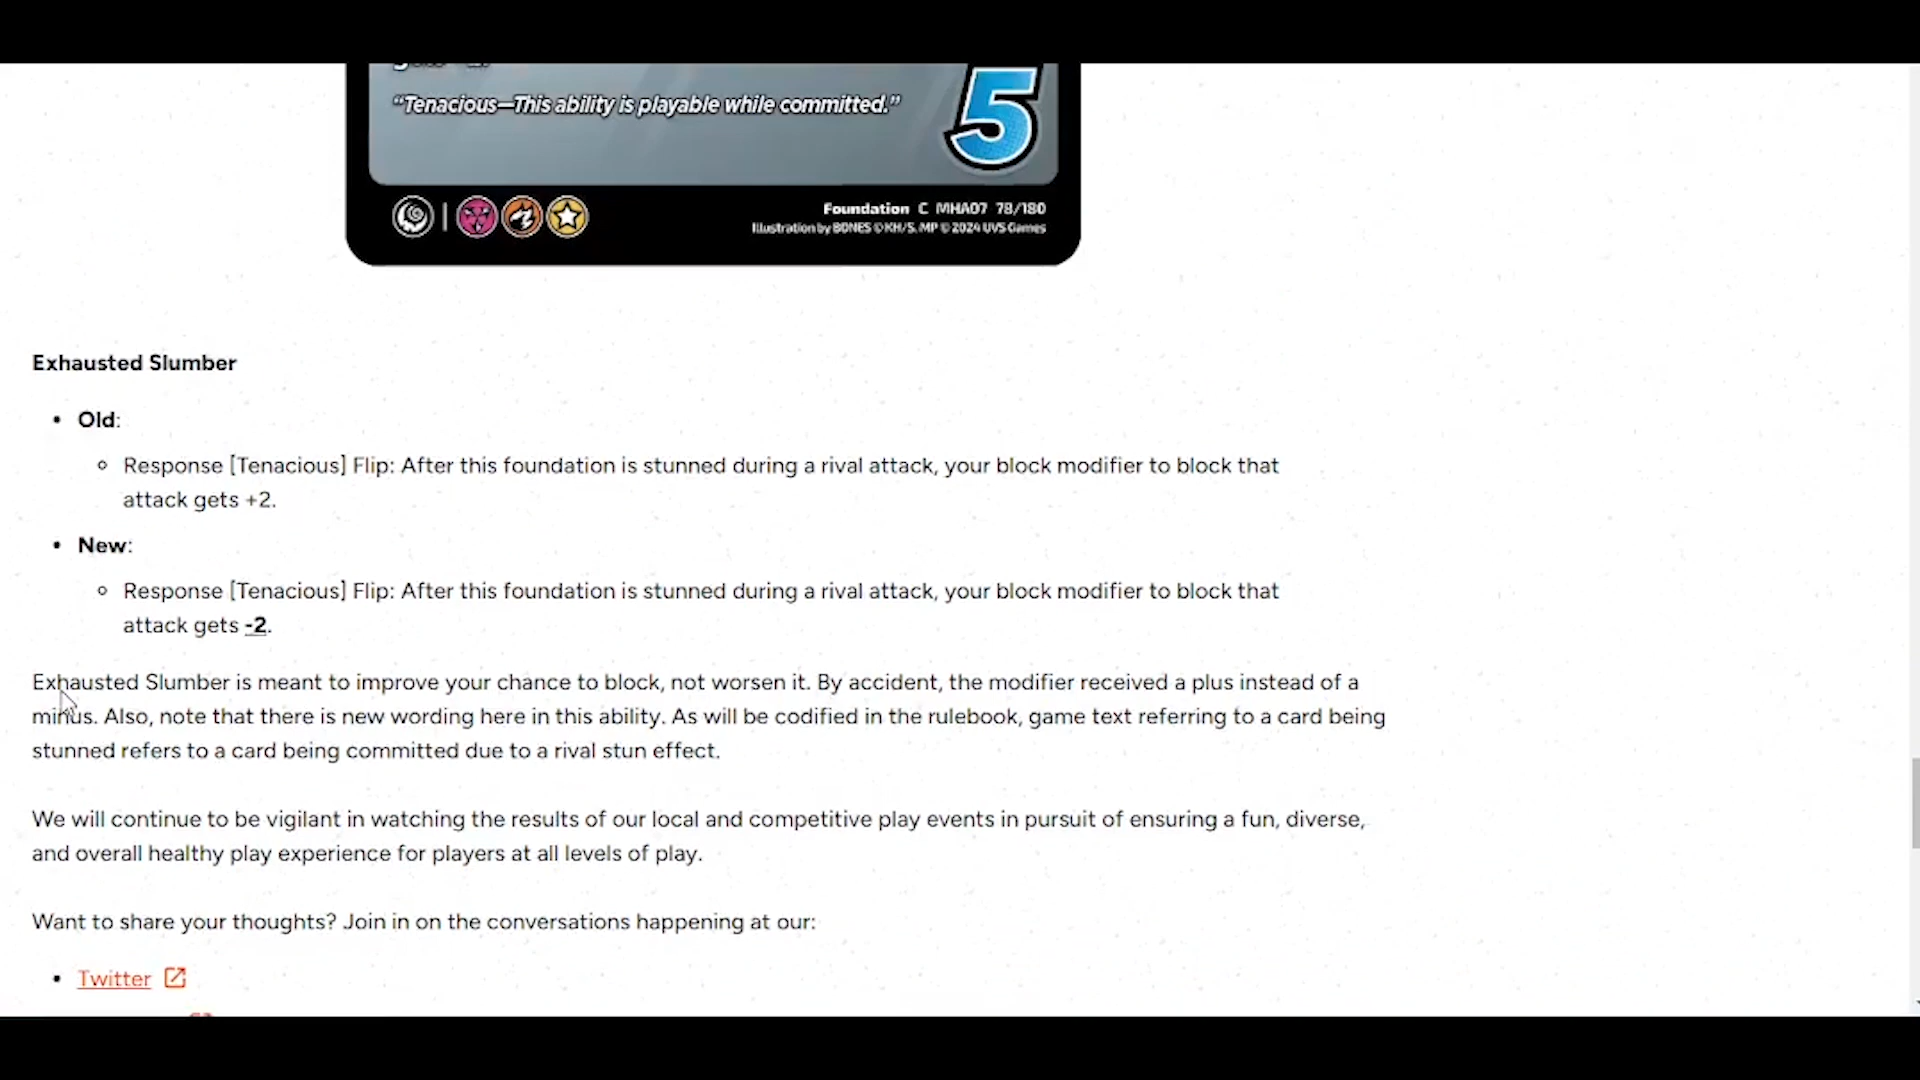 “Tenacious—This ability is playable while committed.”
5
Foundation C MHA07 78/180
Illustration by BONES © KH/S, MP © 2024 UVS Games
Exhausted Slumber
• Old:
Response [Tenacious] Flip: After this foundation is stunned during a rival attack, your block modifier to block that
attack gets +2.
• New:
Response [Tenacious] Flip: After this foundation is stunned during a rival attack, your block modifier to block that
attack gets -2.
Exhausted Slumber is meant to improve your chance to block, not worsen it. By accident, the modifier received a plus instead of a
minus. Also, note that there is new wording here in this ability. As will be codified in the rulebook, game text referring to a card being
stunned refers to a card being committed due to a rival stun effect.
We will continue to be vigilant in watching the results of our local and competitive play events in pursuit of ensuring a fun, diverse,
and overall healthy play experience for players at all levels of play.
Want to share your thoughts? Join in on the conversations happening at our:
• Twitter